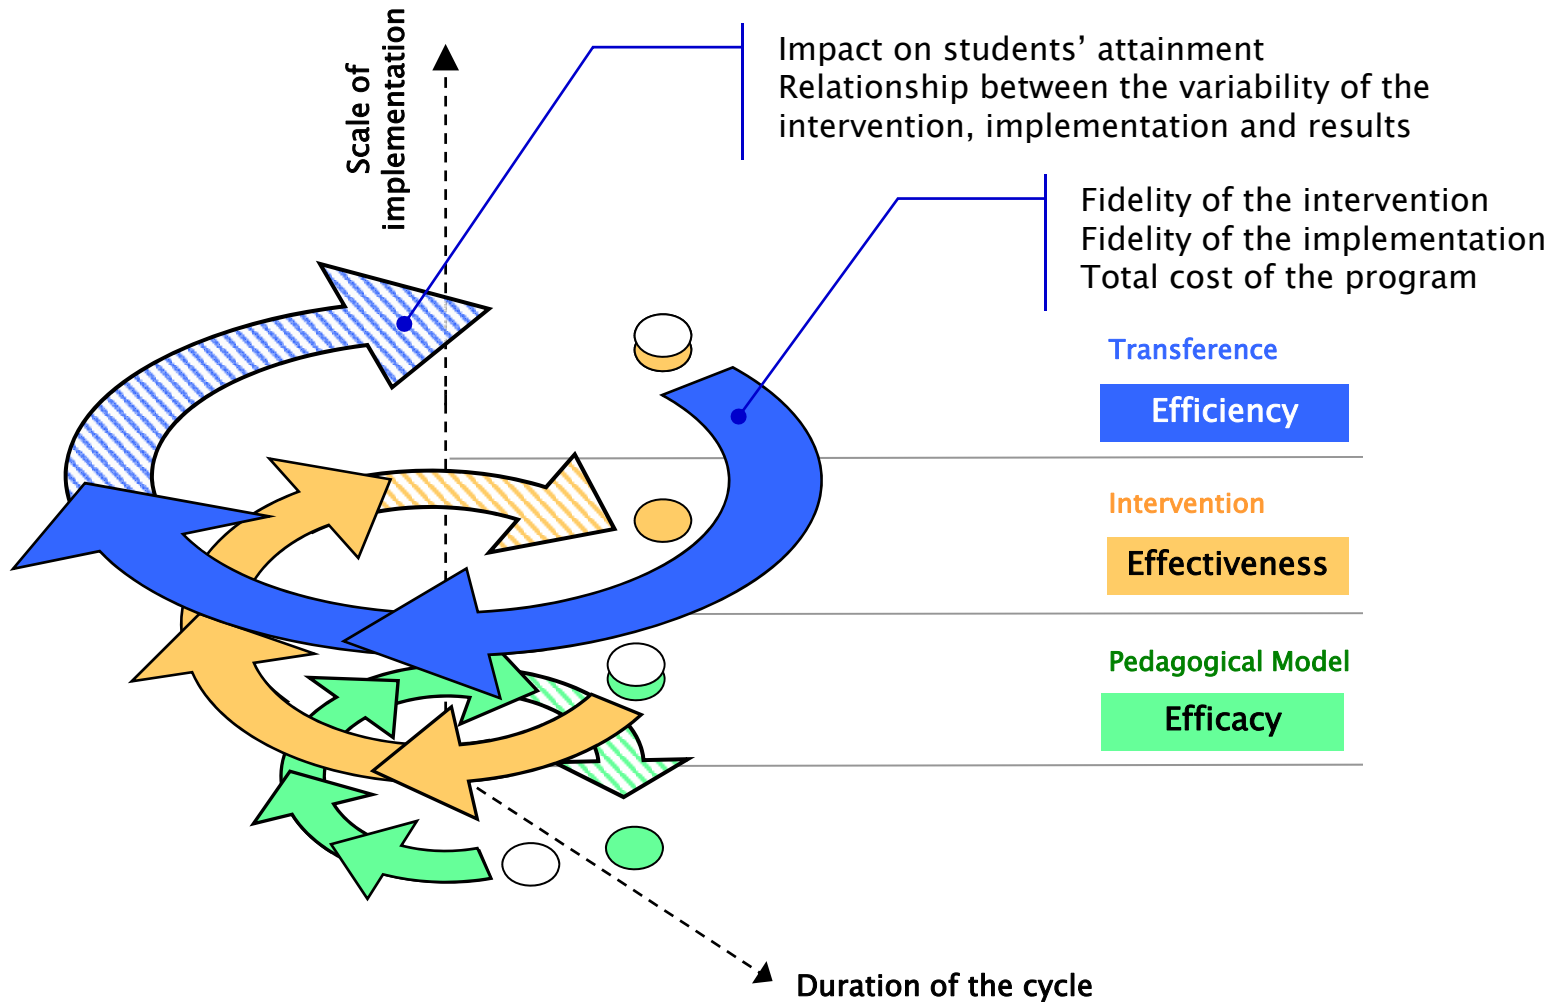 Scale of
implementation
Impact on students’ attainment
Relationship between the variability of the
intervention, implementation and results
Fidelity of the intervention
Fidelity of the implementation
Total cost of the program
Transference
Efficiency
Intervention
Effectiveness
Pedagogical Model
Efficacy
Duration of the cycle